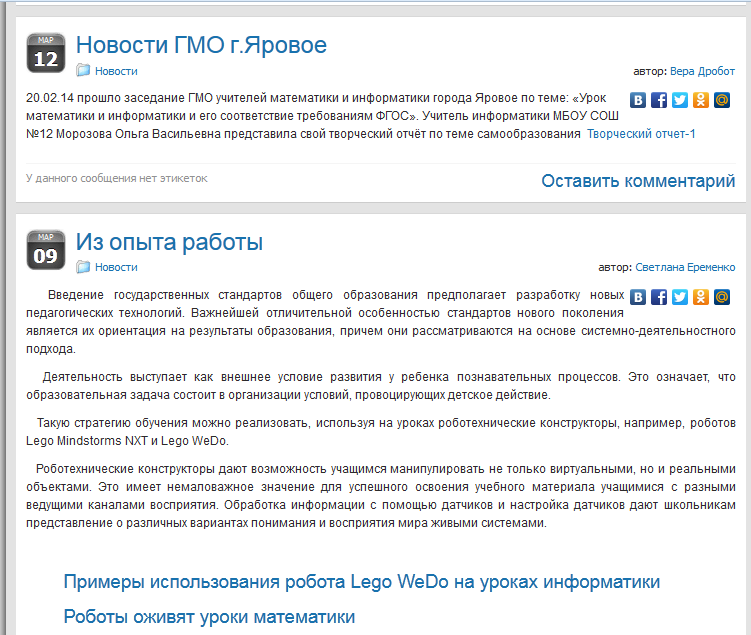 МАР
12
Новости ГМО г.Яровое
Новости
автор: Вера Дробот
20.02.14 прошло заседание ГМО учителей математики и информатики города Яровое по теме: «Урок
математики и информатики и его соответствие требованиям ФГОС». Учитель информатики МБОУ СОШ
№12 Морозова Ольга Васильевна представила свой творческий отчёт по теме самообразования Творческий отчет-1
У данного сообщения нет этикеток
Оставить комментарий
МАР
09
Из опыта работы
Новости
автор: Светлана Еременко
Введение государственных стандартов общего образования предполагает разработку новых
педагогических технологий. Важнейшей отличительной особенностью стандартов нового поколения
является их ориентация на результаты образования, причем они рассматриваются на основе системно-деятельностного
подхода.
Деятельность выступает как внешнее условие развития у ребенка познавательных процессов. Это означает, что
образовательная задача состоит в организации условий, провоцирующих детское действие.
Такую стратегию обучения можно реализовать, используя на уроках робототехнические конструкторы, например, роботов
Lego Mindstorms NXT и Lego WeDo.
Роботехнические конструкторы дают возможность учащимся манипулировать не только виртуальными, но и реальными
объектами. Это имеет немаловажное значение для успешного освоения учебного материала учащимися с разными
ведущими каналами восприятия. Обработка информации с помощью датчиков и настройка датчиков дают школьникам
представление о различных вариантах понимания и восприятия мира живыми системами.
Примеры использования робота Lego WeDo на уроках информатики
Роботы оживят уроки математики